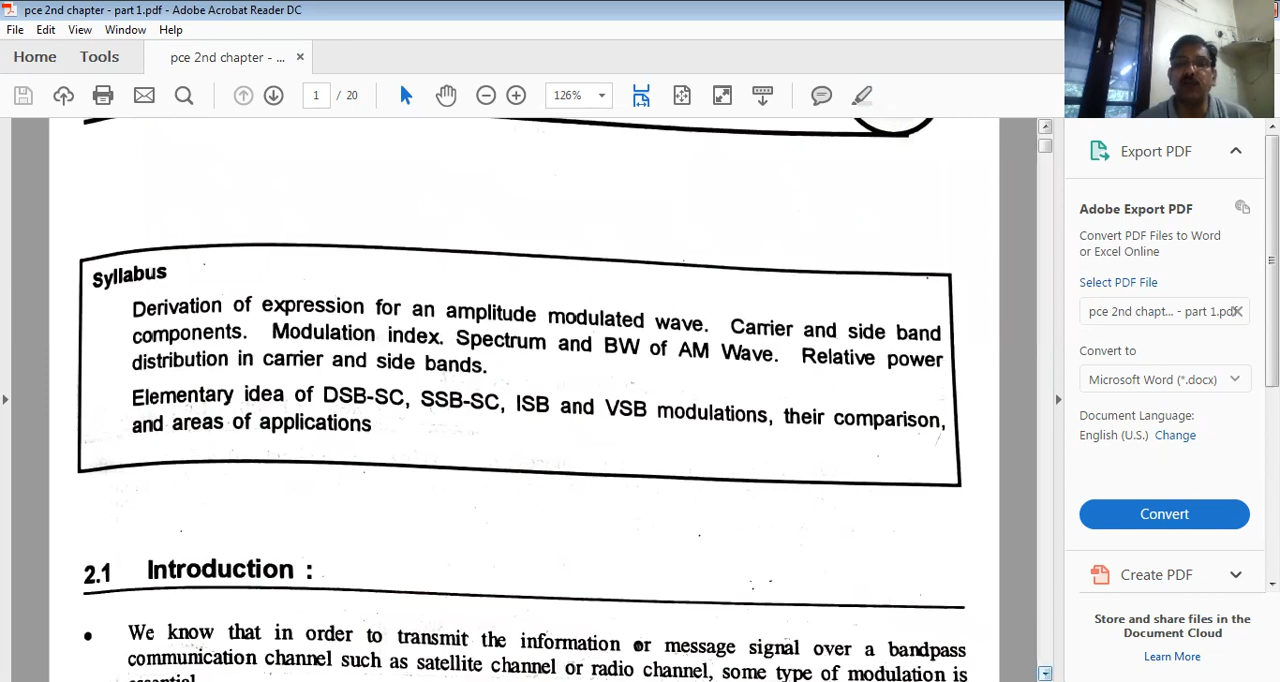 pce 2nd chapter - part 1.pdf - Adobe Acrobat Reader DC
File Edit View Window Help
Home Tools pce 2nd chapter - ... ×
1 / 20 126%
Export PDF
Adobe Export PDF
Convert PDF Files to Word
or Excel Online
Select PDF File
pce 2nd chapt... - part 1.pdf
Convert to
Microsoft Word (*.docx)
Document Language:
English (U.S.) Change
Convert
Create PDF
Store and share files in the
Document Cloud
Learn More
Syllabus
Derivation of expression for an amplitude modulated wave. Carrier and side band
components. Modulation index. Spectrum and BW of AM Wave. Relative power
distribution in carrier and side bands.
Elementary idea of DSB-SC, SSB-SC, ISB and VSB modulations, their comparison,
and areas of applications
2.1 Introduction :
• We know that in order to transmit the information or message signal over a bandpass
communication channel such as satellite channel or radio channel, some type of modulation is